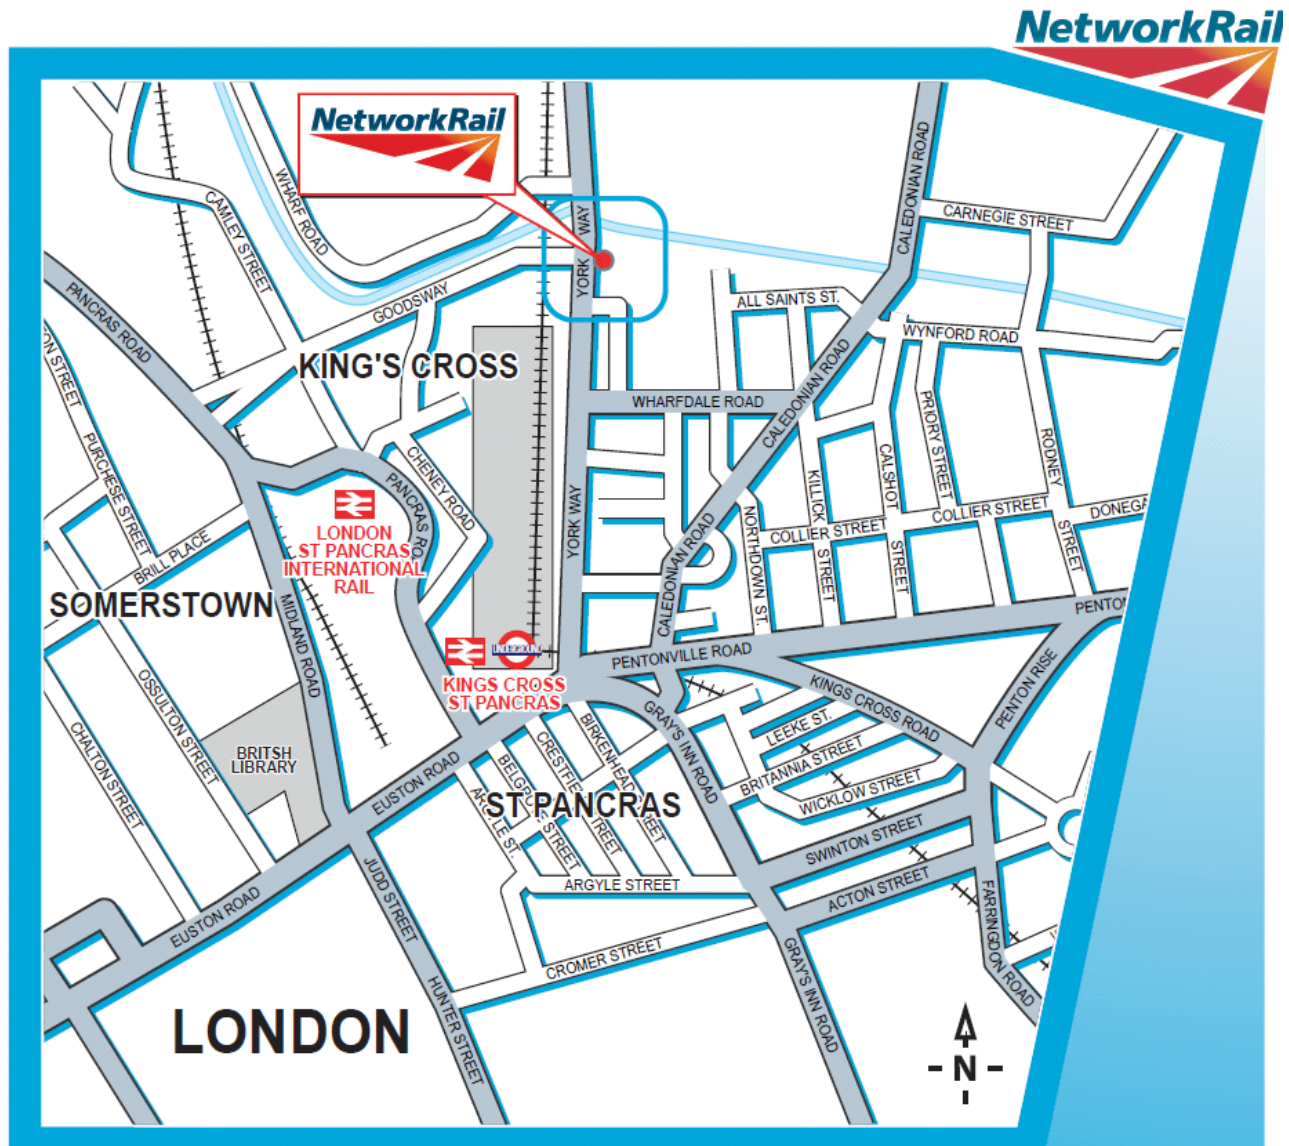 NetworkRail
NetworkRail
CALEDONIAN ROAD
WHARF ROAD
CAMLEY STREET
YORK WAY
CARNEGIE STREET
PANCRAS ROAD
GOODSWAY
ALL SAINTS ST.
WYNFORD ROAD
KING'S CROSS
ON STREET
WHARFDALE ROAD
CALEDONIAN ROAD
PRIORY STREET
RODNEY
STREET
PURCHESE STREET
CHENEY ROAD
PANCRAS RO
YORK WAY
KILLICK
STREET
CALSHOT
STREET
COLLIER STREET
COLLIER STREET
DONEGA
NORTHDOWN ST.
CALEDONIAN ROAD
LONDON
ST PANCRAS
INTERNATIONAL
RAIL
BRILL PLACE
SOMERSTOWN
MIDLAND ROAD
UNDERGROUND
KINGS CROSS
ST PANCRAS
PENTONVILLE ROAD
PENTO
PENTON RISE
KINGS CROSS ROAD
OSSULTON STREET
CHALTON STREET
BRITSH
LIBRARY
EUSTON ROAD
GRAY'S INN ROAD
LEEKE ST.
BRITANNIA STREET
WICKLOW STREET
BIRKENHEAD STREET
CRESTFIE STREET
BELGRO STREET
ARGYLE ST.
ST PANCRAS
SWINTON STREET
ARGYLE STREET
ACTON STREET
EUSTON ROAD
JUDD STREET
CROMER STREET
FARRINGDON ROAD
GRAY'S INN ROAD
HUNTER STREET
LONDON
N